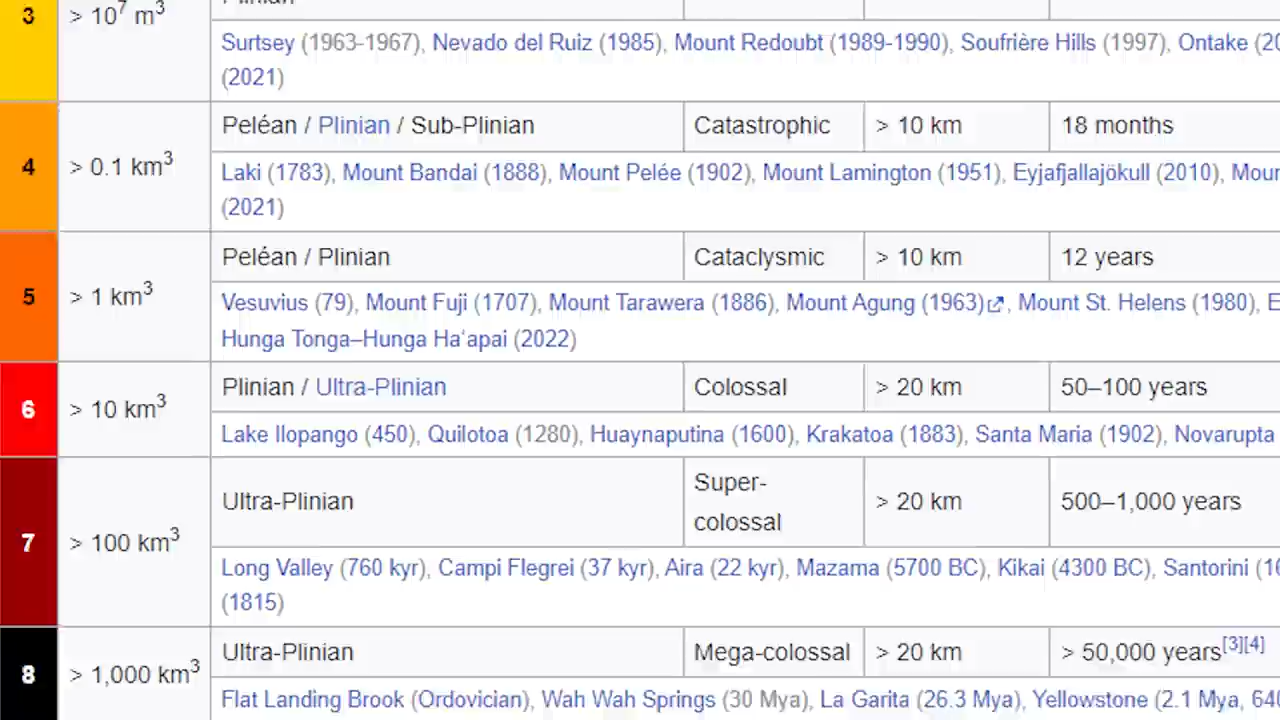 3
> 10⁷ m³
Surtsey (1963-1967), Nevado del Ruiz (1985), Mount Redoubt (1989-1990), Soufrière Hills (1997), Ontake
(2021)
4
> 0.1 km³
Peléan / Plinian / Sub-Plinian
Catastrophic
> 10 km
18 months
Laki (1783), Mount Bandai (1888), Mount Pelée (1902), Mount Lamington (1951), Eyjafjallajökull (2010),
(2021)
5
> 1 km³
Peléan / Plinian
Cataclysmic
> 10 km
12 years
Vesuvius (79), Mount Fuji (1707), Mount Tarawera (1886), Mount Agung (1963), Mount St. Helens (1980),
Hunga Tonga–Hunga Haʻapai (2022)
6
> 10 km³
Plinian / Ultra-Plinian
Colossal
> 20 km
50–100 years
Lake Ilopango (450), Quilotoa (1280), Huaynaputina (1600), Krakatoa (1883), Santa Maria (1902), Novarupta
7
> 100 km³
Ultra-Plinian
Super-
colossal
> 20 km
500–1,000 years
Long Valley (760 kyr), Campi Flegrei (37 kyr), Aira (22 kyr), Mazama (5700 BC), Kikai (4300 BC), Santorini
(1815)
8
> 1,000 km³
Ultra-Plinian
Mega-colossal
> 20 km
> 50,000 years[3][4]
Flat Landing Brook (Ordovician), Wah Wah Springs (30 Mya), La Garita (26.3 Mya), Yellowstone (2.1 Mya,